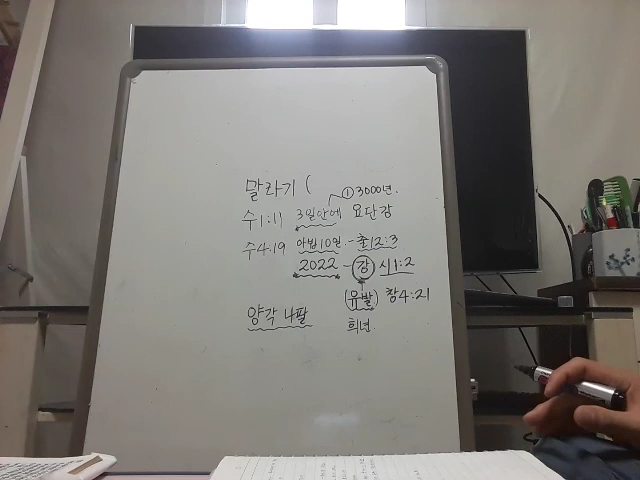 말라기 (
① 3000년.
수1:11 3일안에 요단강
수4:19 아빕10일 - 출12:3
2022 - 강 시1:2
(유발) 창4:21
양각 나팔 희년